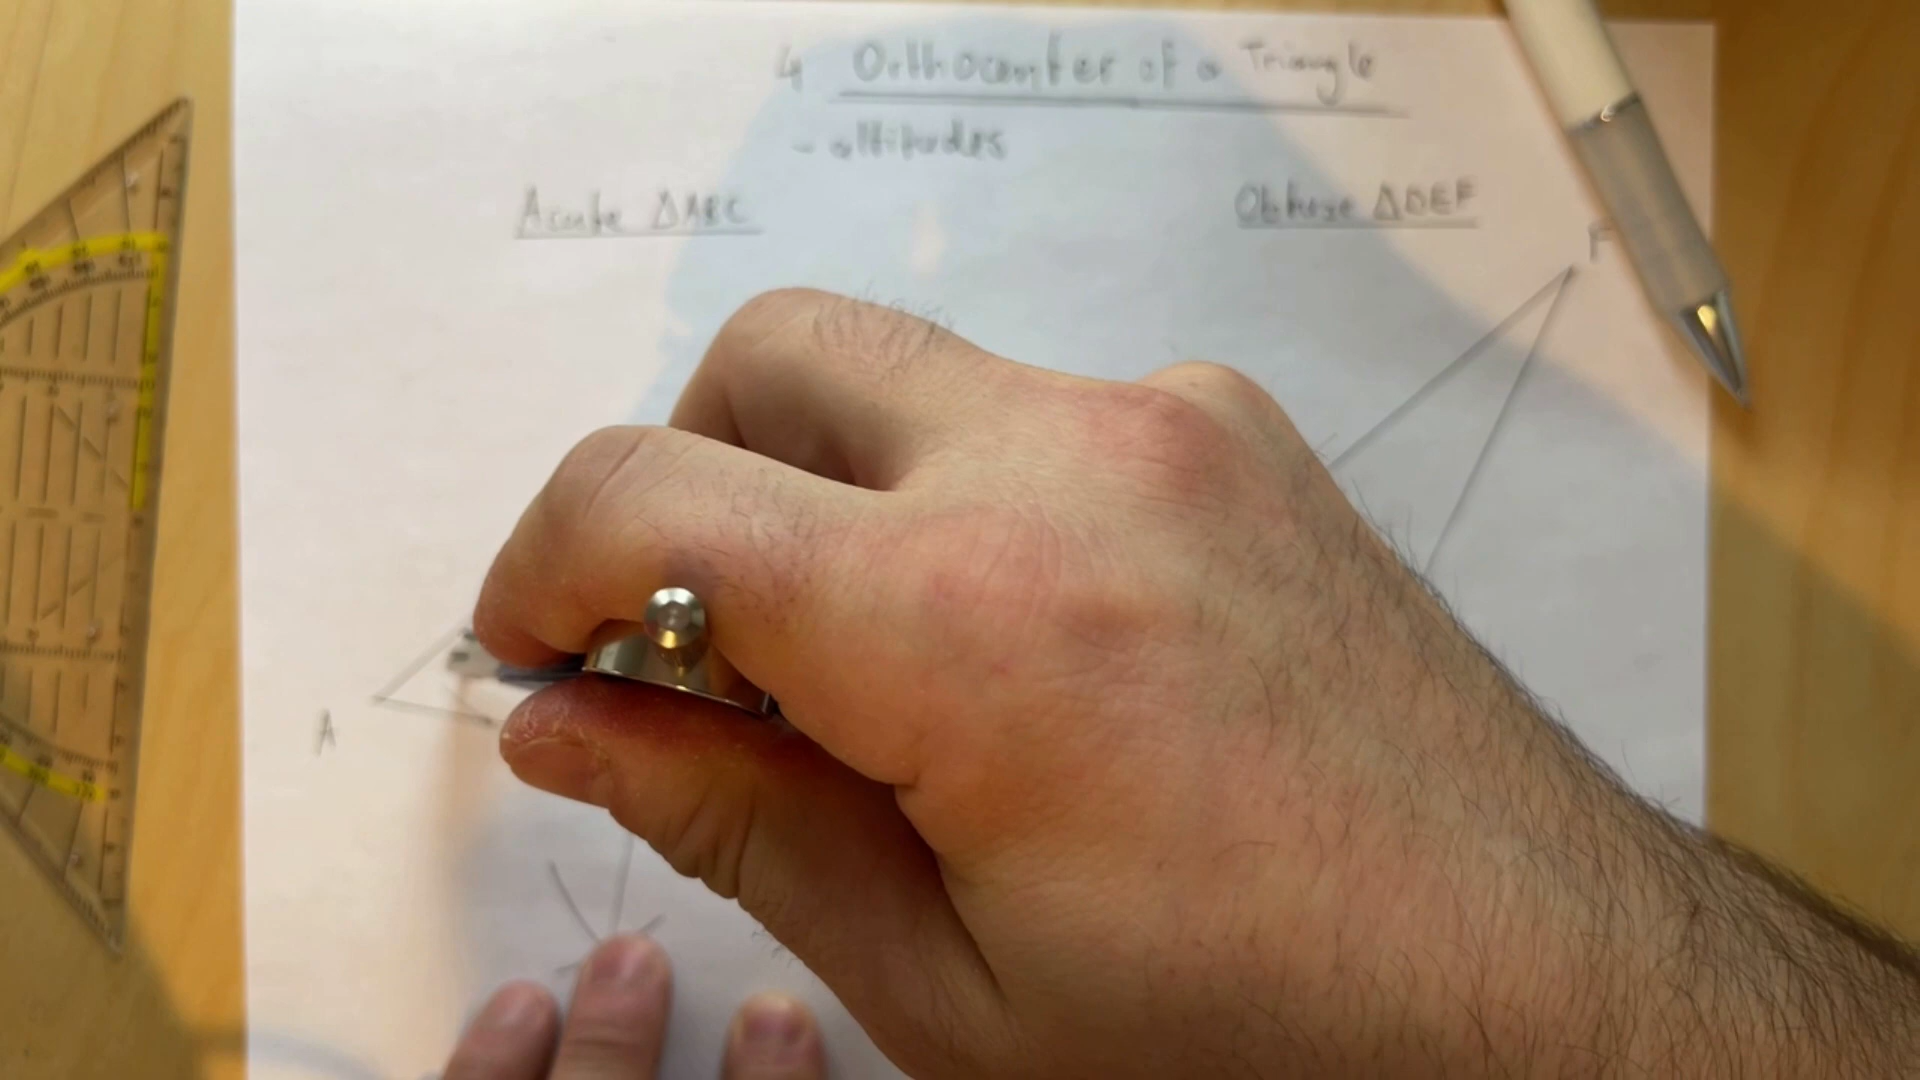 4 Orthocenter of a Triangle
- altitudes
Acute ΔABC
Obtuse ΔDEF
F
A